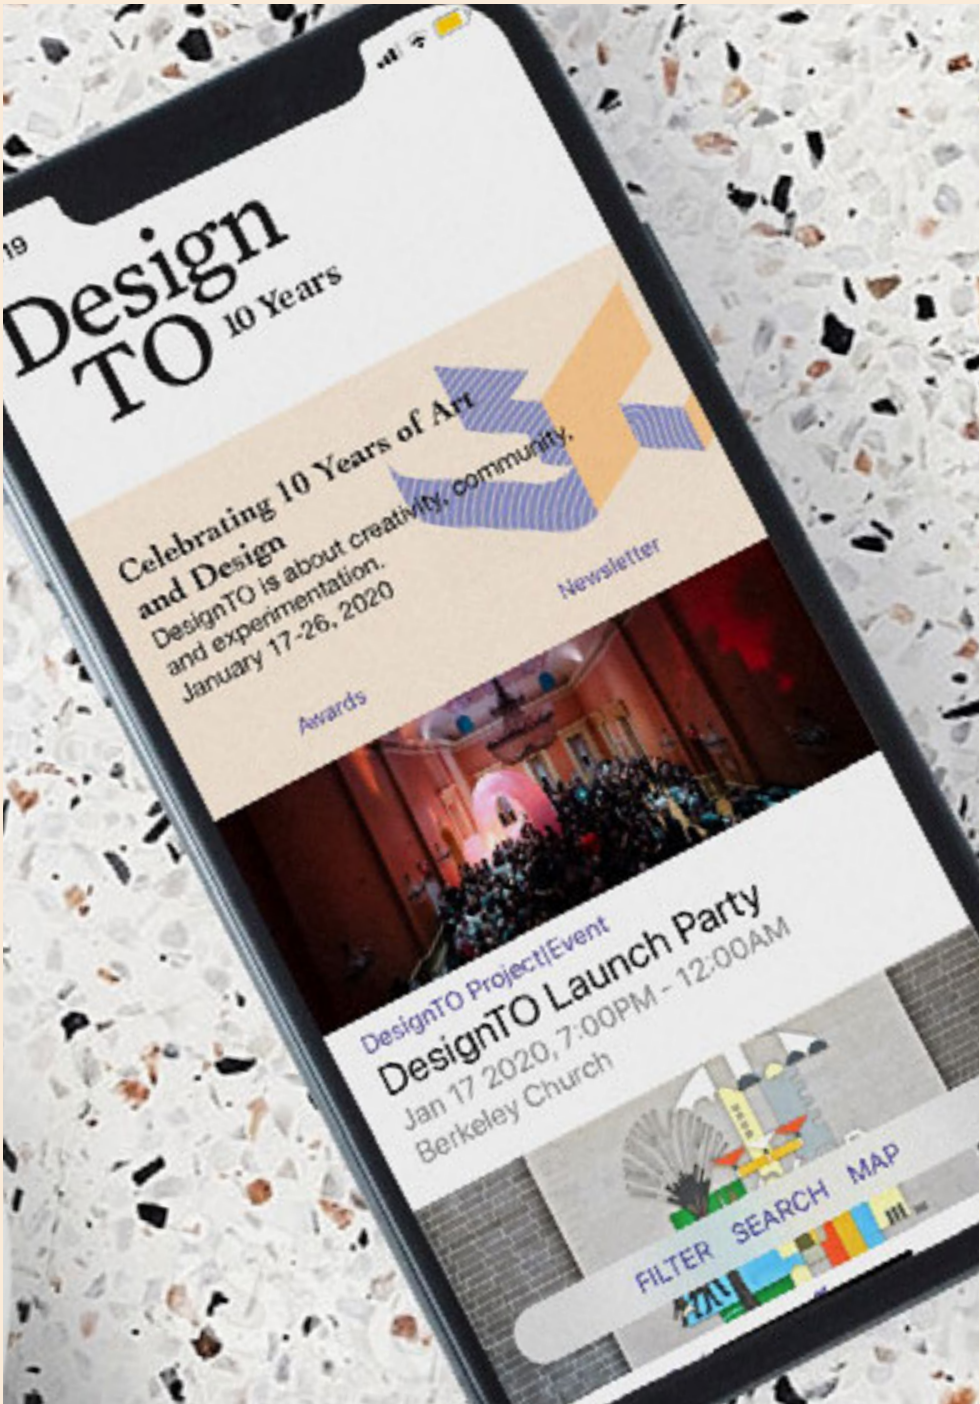 19
Design
TO 10 Years
Celebrating 10 Years of Art
and Design
DesignTO is about creativity, community,
and experimentation.
January 17-26, 2020
Awards
Newsletter
DesignTO Project|Event
DesignTO Launch Party
Jan 17 2020, 7:00PM - 12:00AM
Berkeley Church
FILTER SEARCH MAP